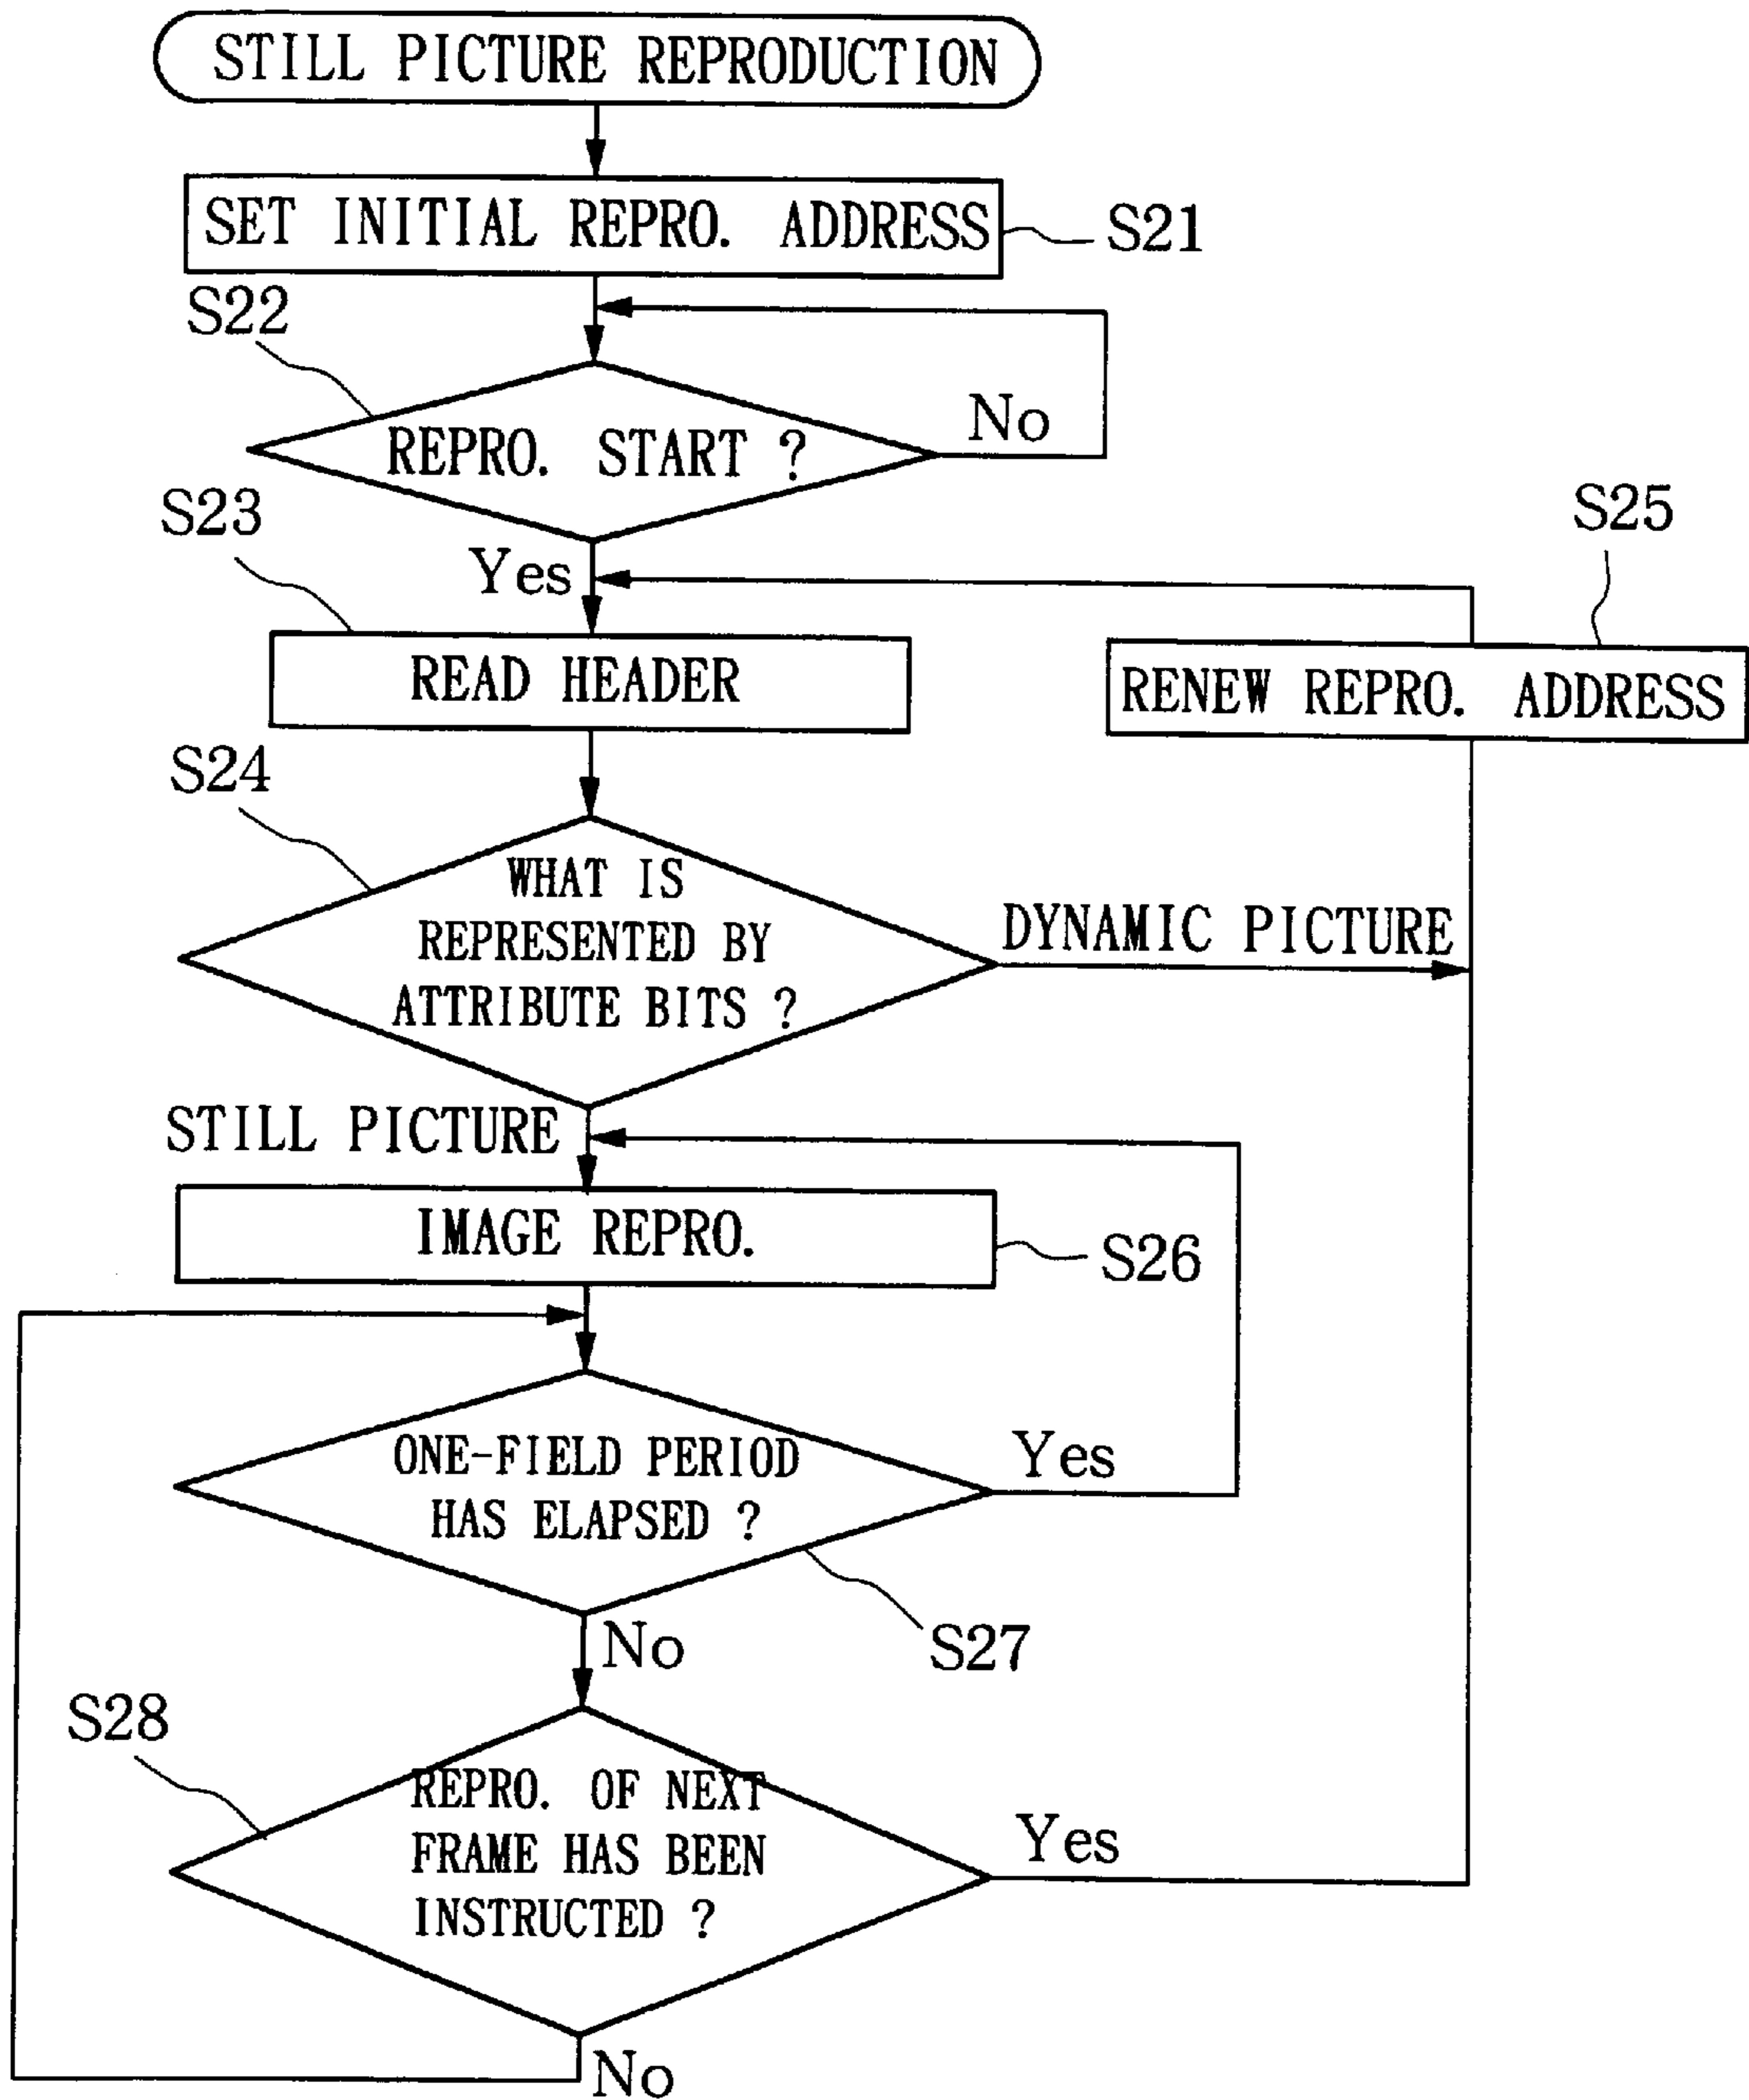 STILL PICTURE REPRODUCTION
SET INITIAL REPRO. ADDRESS
S21
S22
REPRO. START ?
No
S23
Yes
S25
READ HEADER
RENEW REPRO. ADDRESS
S24
WHAT IS
REPRESENTED BY
ATTRIBUTE BITS ?
DYNAMIC PICTURE
STILL PICTURE
IMAGE REPRO.
S26
ONE-FIELD PERIOD
HAS ELAPSED ?
Yes
S27
No
S28
REPRO. OF NEXT
FRAME HAS BEEN
INSTRUCTED ?
Yes
No